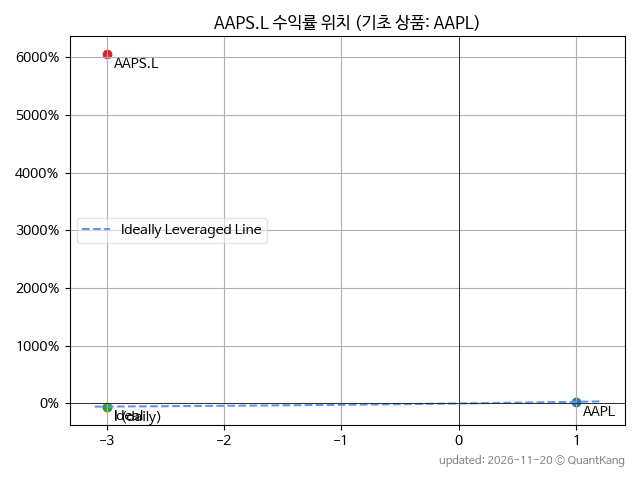 AAPS.L 수익률 위치 (기초 상품: AAPL)
6000%
AAPS.L
5000%
4000%
3000%
Ideally Leveraged Line
2000%
1000%
0%
AAPL
(daily)
−3
−2
−1
0
1
updated: 2026−11−20 © QuantKang